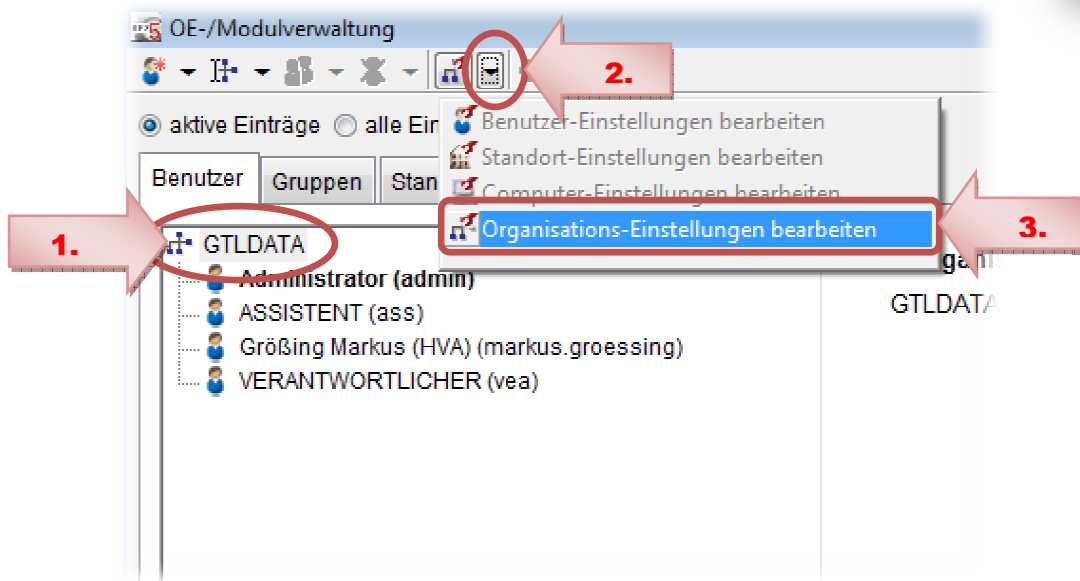 OE-/Modulverwaltung
2.
aktive Einträge alle Ein
Benutzer-Einstellungen bearbeiten
Standort-Einstellungen bearbeiten
Computer-Einstellungen bearbeiten
Organisations-Einstellungen bearbeiten
3.
Benutzer Gruppen Stan
1.
GTLDATA
Administrator (admin)
ASSISTENT (ass)
Größing Markus (HVA) (markus.groessing)
VERANTWORTLICHER (vea)
GTLDATA